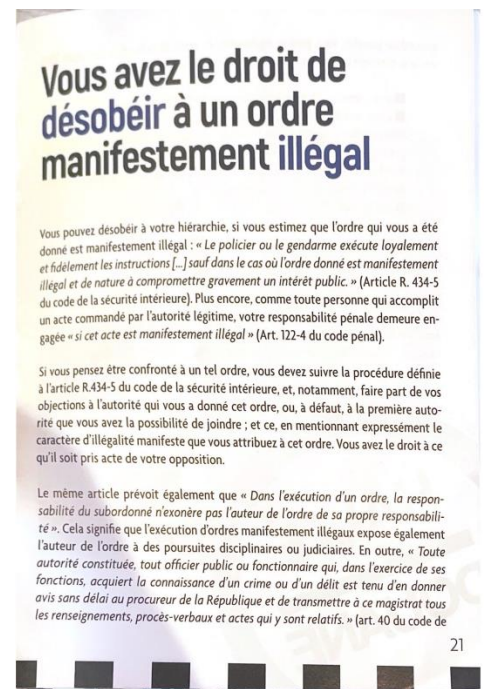 Vous avez le droit de
désobéir à un ordre
manifestement illégal
Vous pouvez désobéir à votre hiérarchie, si vous estimez que l'ordre qui vous a été
donné est manifestement illégal : « Le policier ou le gendarme exécute loyalement
et fidèlement les instructions [...] sauf dans le cas où l'ordre donné est manifestement
illégal et de nature à compromettre gravement un intérêt public. » (Article R. 434-5
du code de la sécurité intérieure). Plus encore, comme toute personne qui accomplit
un acte commandé par l'autorité légitime, votre responsabilité pénale demeure en-
gagée « si cet acte est manifestement illégal » (Art. 122-4 du code pénal).
Si vous pensez être confronté à un tel ordre, vous devez suivre la procédure définie
à l'article R.434-5 du code de la sécurité intérieure, et, notamment, faire part de vos
objections à l'autorité qui vous a donné cet ordre, ou, à défaut, à la première auto-
rité que vous avez la possibilité de joindre ; et ce, en mentionnant expressément le
caractère d'illégalité manifeste que vous attribuez à cet ordre. Vous avez le droit à ce
qu'il soit pris acte de votre opposition.
Le même article prévoit également que « Dans l'exécution d'un ordre, la respon-
sabilité du subordonné n'exonère pas l'auteur de l'ordre de sa propre responsabili-
té ». Cela signifie que l'exécution d'ordres manifestement illégaux expose également
l'auteur de l'ordre à des poursuites disciplinaires ou judiciaires. En outre, « Toute
autorité constituée, tout officier public ou fonctionnaire qui, dans l'exercice de ses
fonctions, acquiert la connaissance d'un crime ou d'un délit est tenu d'en donner
avis sans délai au procureur de la République et de transmettre à ce magistrat tous
les renseignements, procès-verbaux et actes qui y sont relatifs. » (art. 40 du code de
21